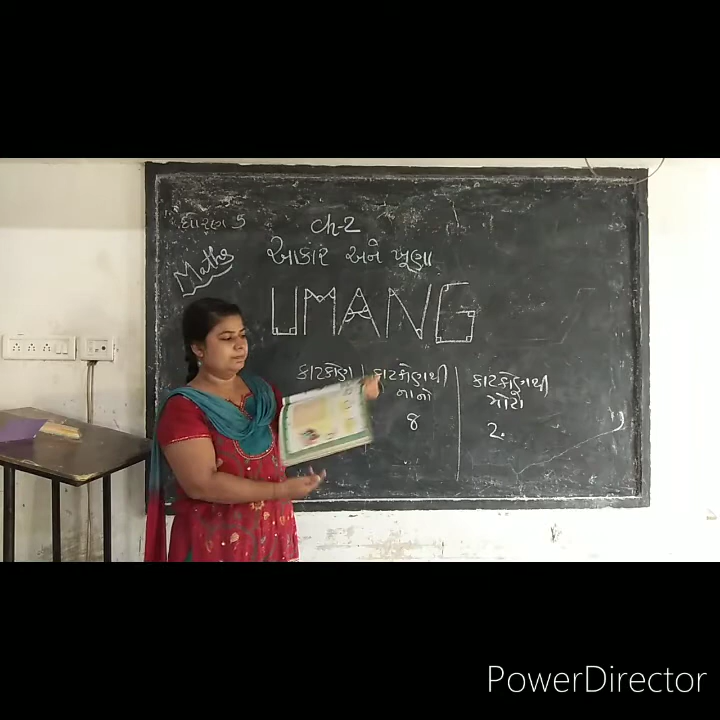 ધોરણ 5
ch-2
Maths
આકાર અને ખૂણા
UMANG
કાટકોણ
કાટકોણથી
નાનો
8
કાટકોણથી
મોટો
2.
PowerDirector